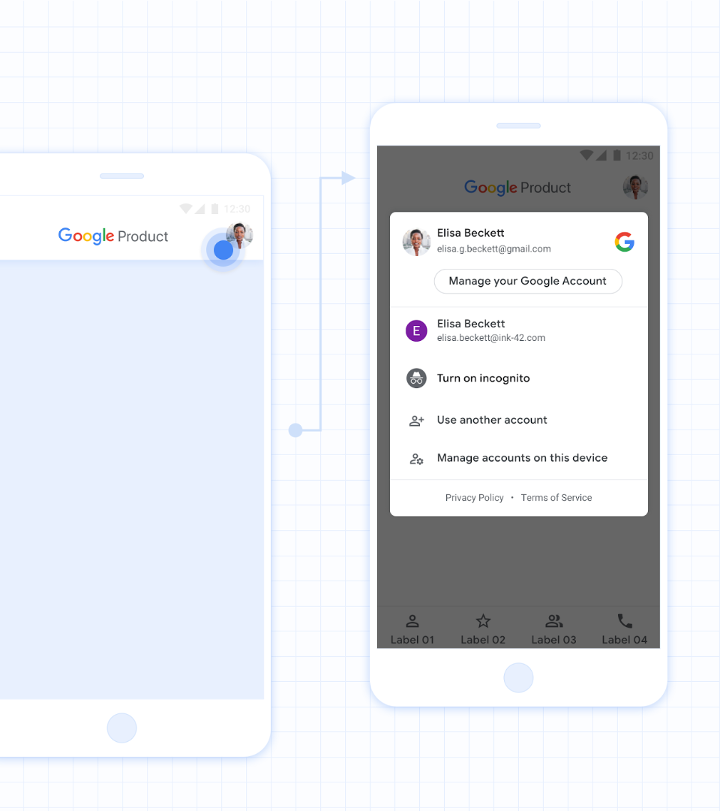 12:30
Google Product
12:30
Google Product
Elisa Beckett
elisa.g.beckett@gmail.com
G
Manage your Google Account
E
Elisa Beckett
elisa.beckett@ink-42.com
Turn on incognito
Use another account
Manage accounts on this device
Privacy Policy • Terms of Service
Label 01 Label 02 Label 03 Label 04